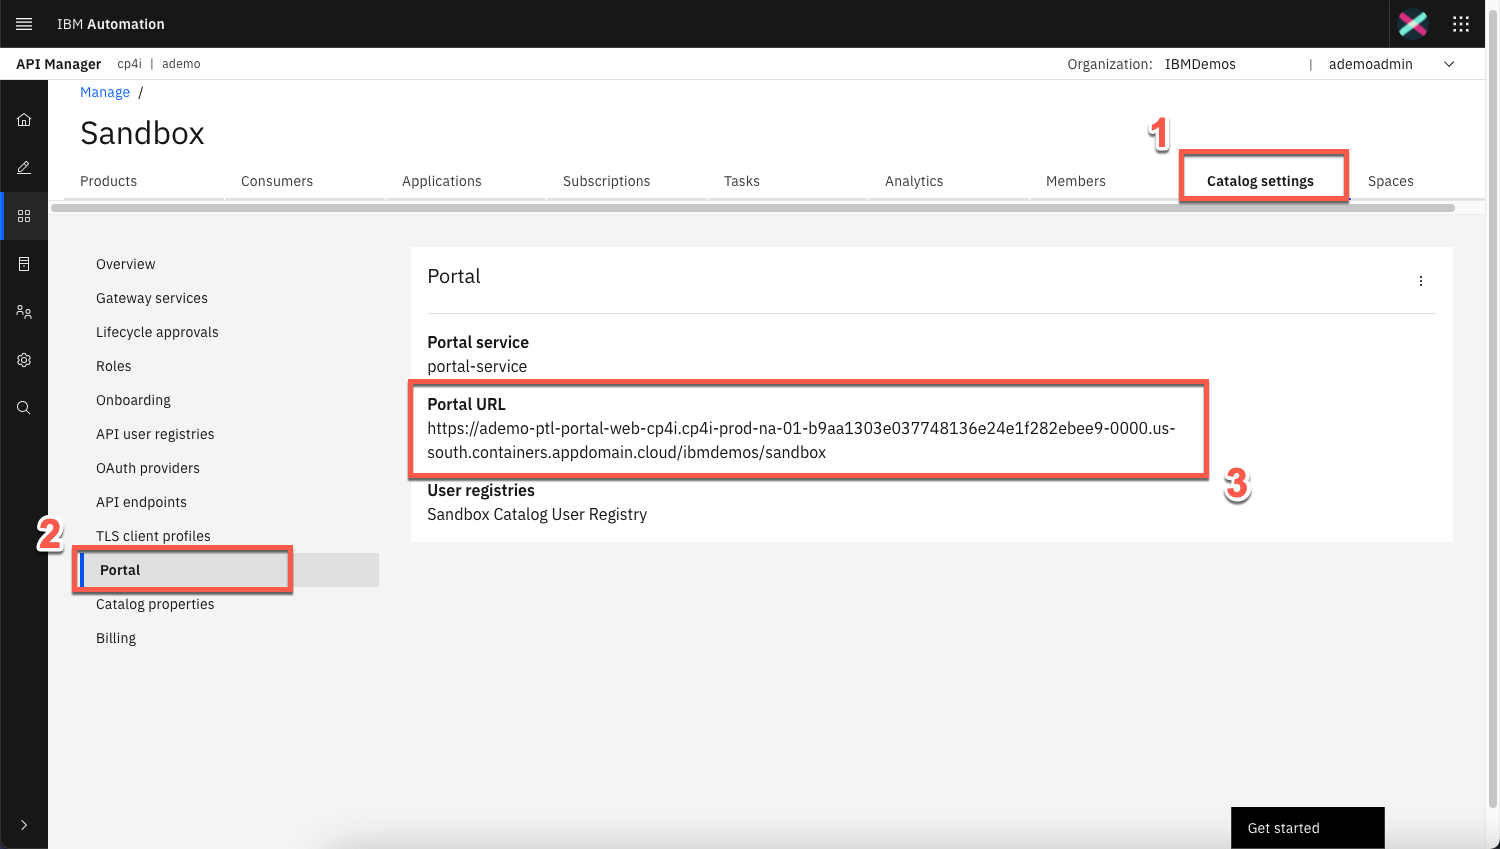 IBM Automation
API Manager cp4i | ademo
Organization: IBMDemos | ademoadmin
Manage /
Sandbox
1
Products Consumers Applications Subscriptions Tasks Analytics Members Catalog settings Spaces
Overview
Gateway services
Lifecycle approvals
Roles
Onboarding
API user registries
OAuth providers
API endpoints
TLS client profiles
2
Portal
Catalog properties
Billing
Portal
Portal service
portal-service
Portal URL
https://ademo-ptl-portal-web-cp4i.cp4i-prod-na-01-b9aa1303e037748136e24e1f282ebee9-0000.us-
south.containers.appdomain.cloud/ibmdemos/sandbox
3
User registries
Sandbox Catalog User Registry
Get started